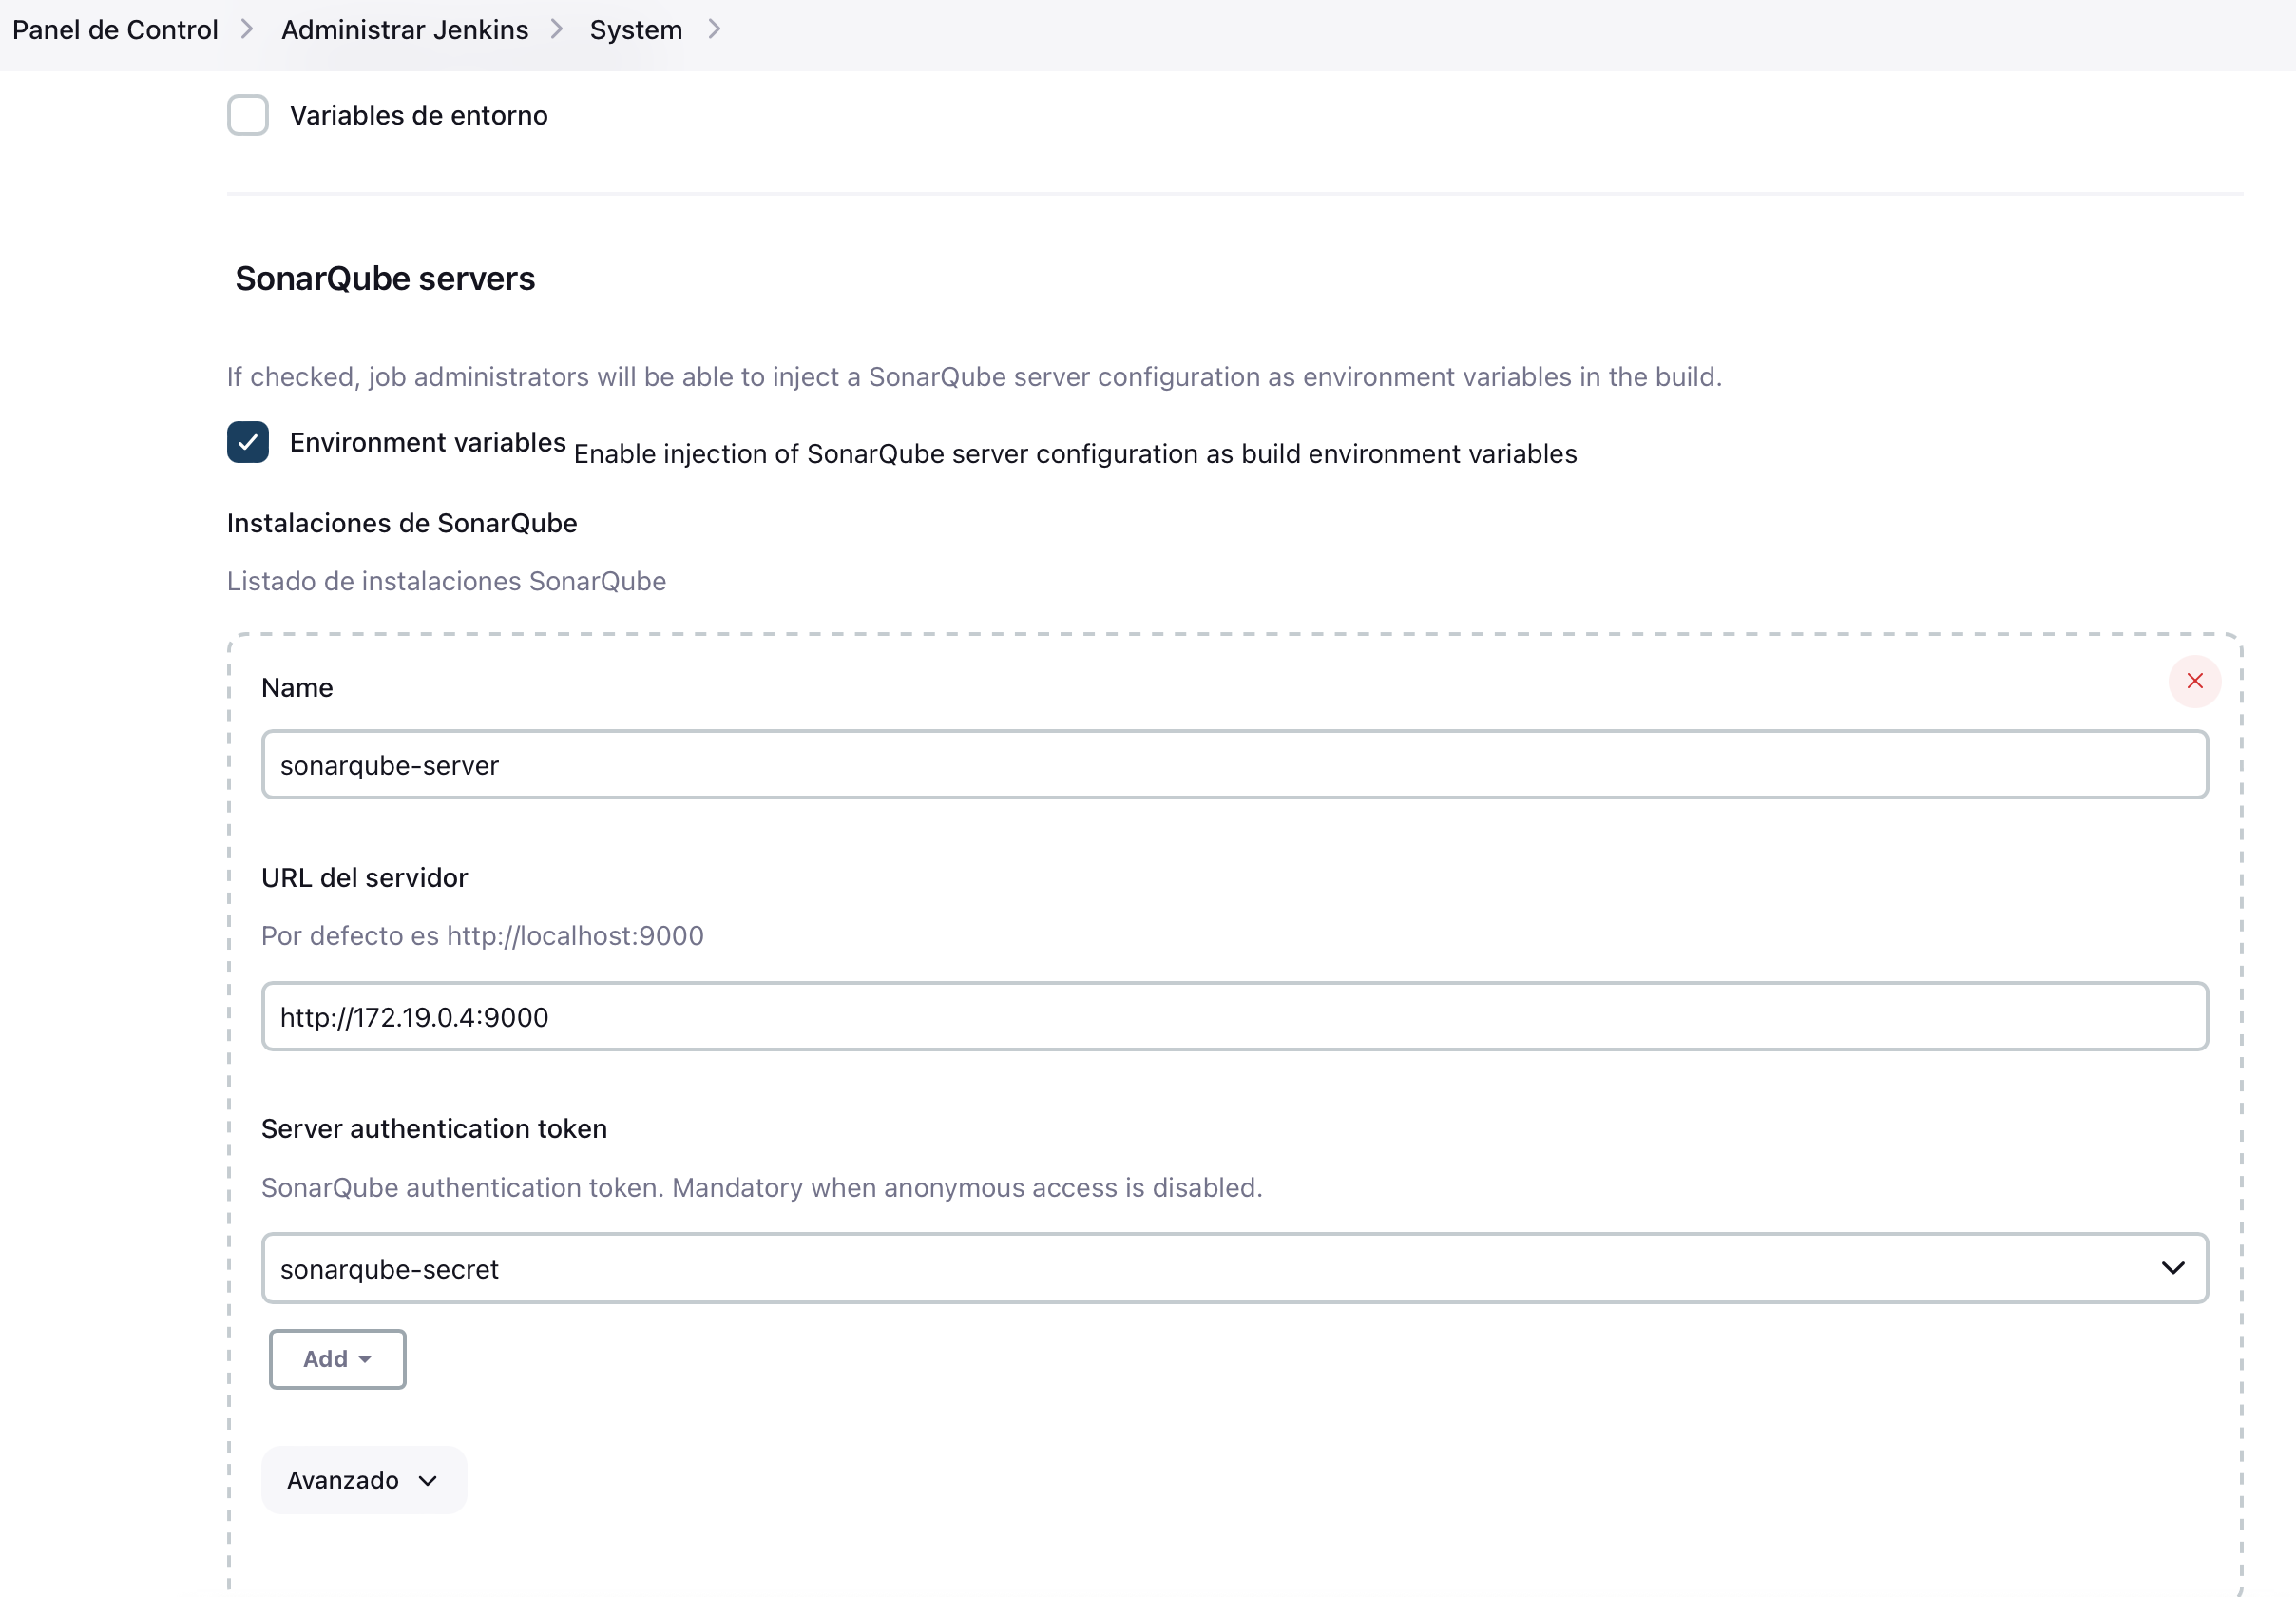 Panel de Control > Administrar Jenkins > System >
Variables de entorno
SonarQube servers
If checked, job administrators will be able to inject a SonarQube server configuration as environment variables in the build.
Environment variables Enable injection of SonarQube server configuration as build environment variables
Instalaciones de SonarQube
Listado de instalaciones SonarQube
Name
sonarqube-server
URL del servidor
Por defecto es http://localhost:9000
http://172.19.0.4:9000
Server authentication token
SonarQube authentication token. Mandatory when anonymous access is disabled.
sonarqube-secret
Add
Avanzado